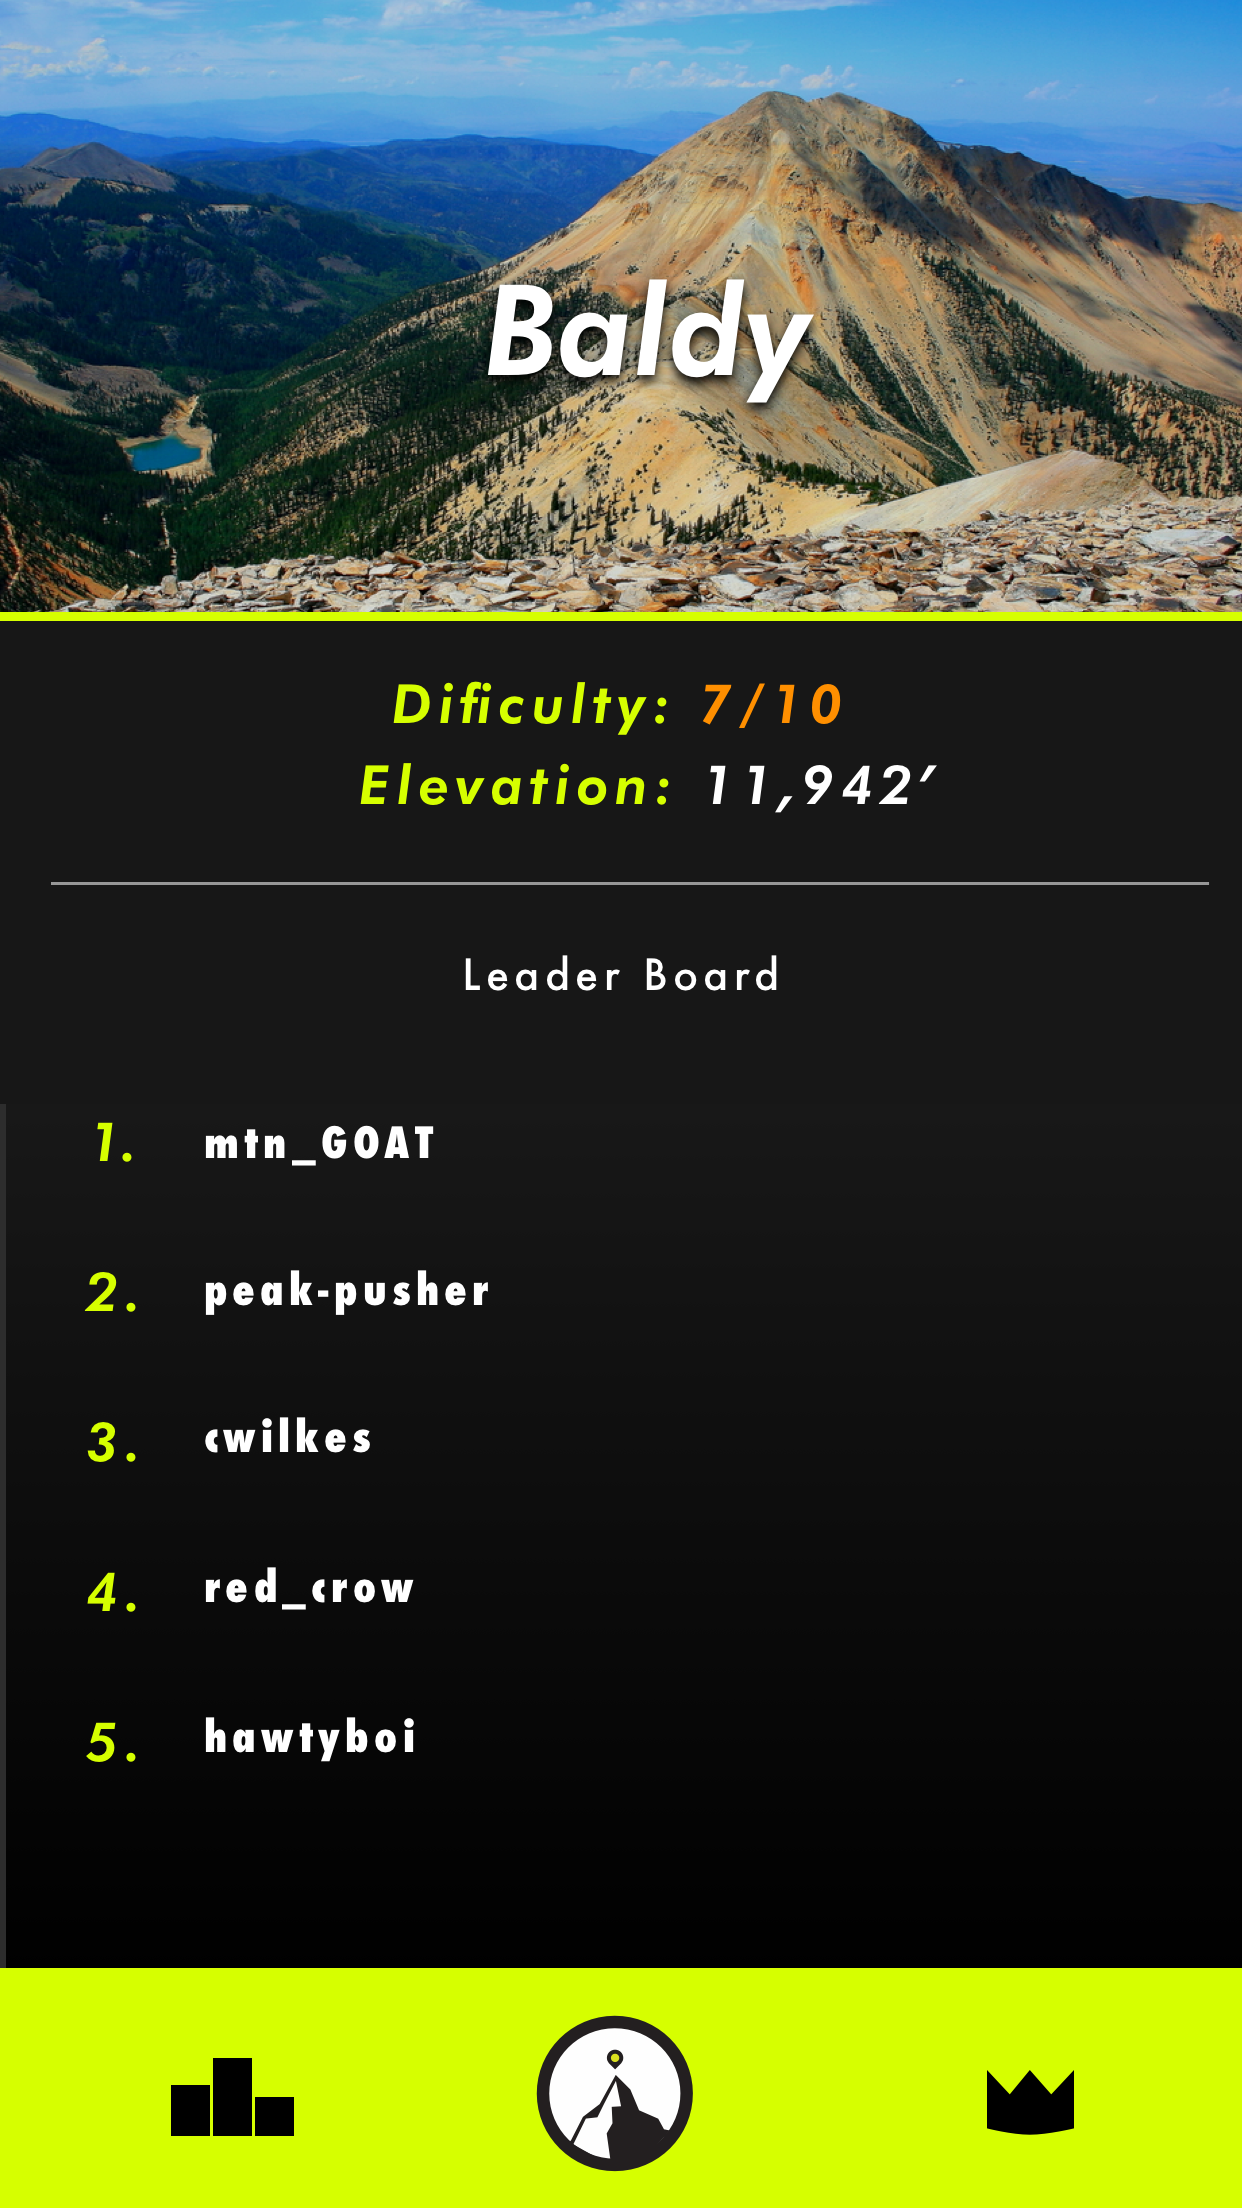 Baldy
Dificulty: 7/10
Elevation: 11,942’
Leader Board
1. mtn_GOAT
2. peak-pusher
3. cwilkes
4. red_crow
5. hawtyboi